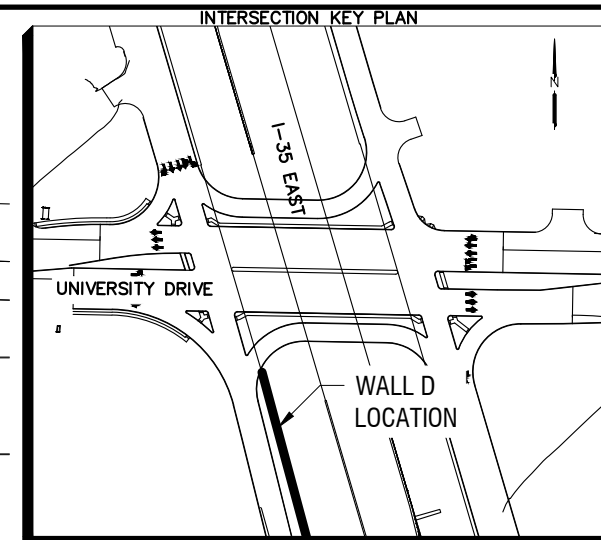 INTERSECTION KEY PLAN
N
I-35 EAST
UNIVERSITY DRIVE
WALL D
LOCATION